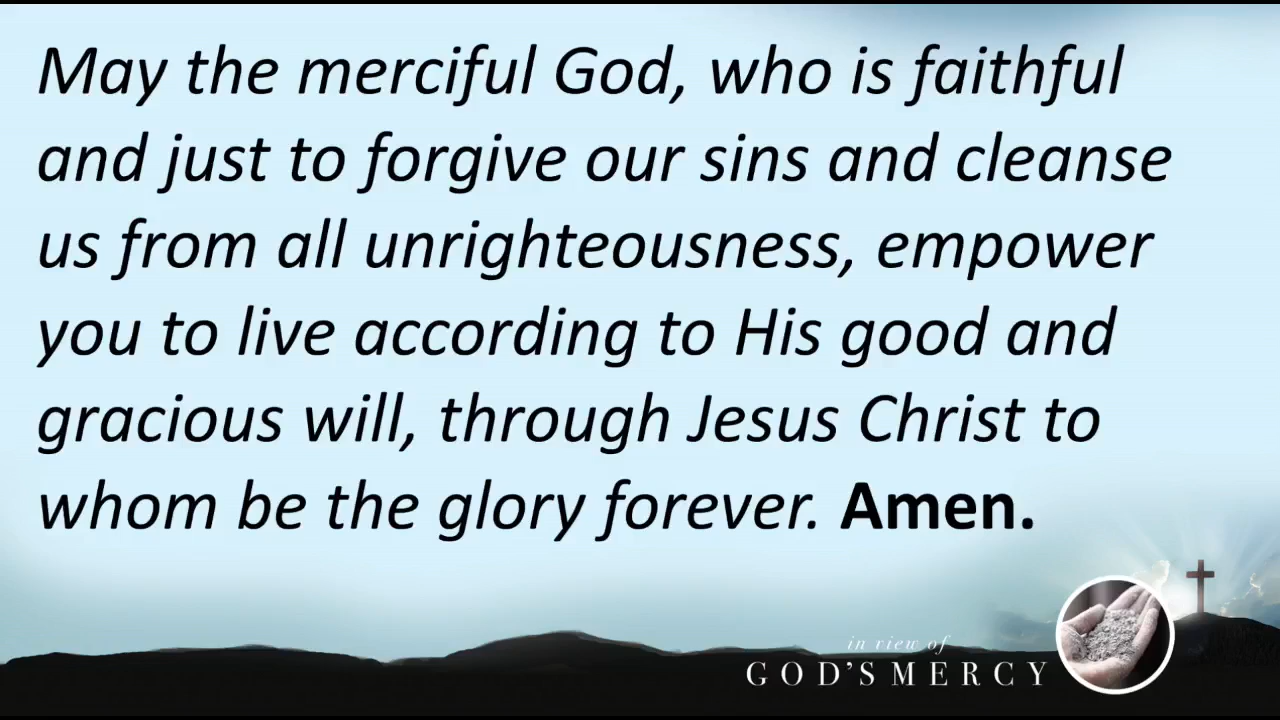 May the merciful God, who is faithful
and just to forgive our sins and cleanse
us from all unrighteousness, empower
you to live according to His good and
gracious will, through Jesus Christ to
whom be the glory forever. Amen.
in view of
GOD'S MERCY